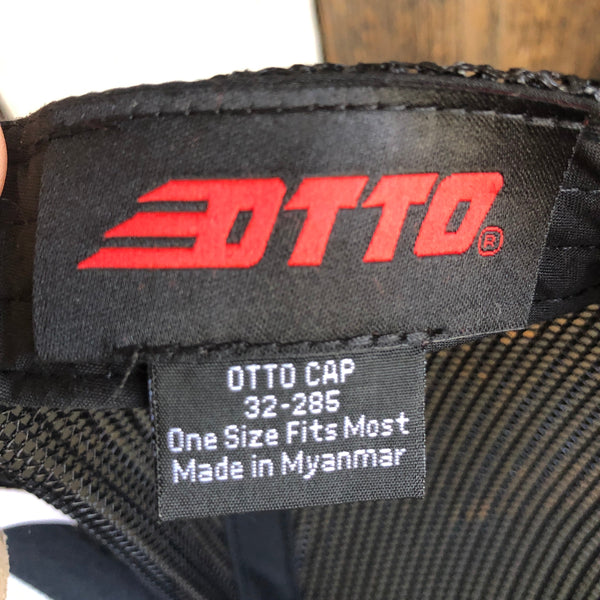 OTTO®
OTTO CAP
32-285
One Size Fits Most
Made in Myanmar